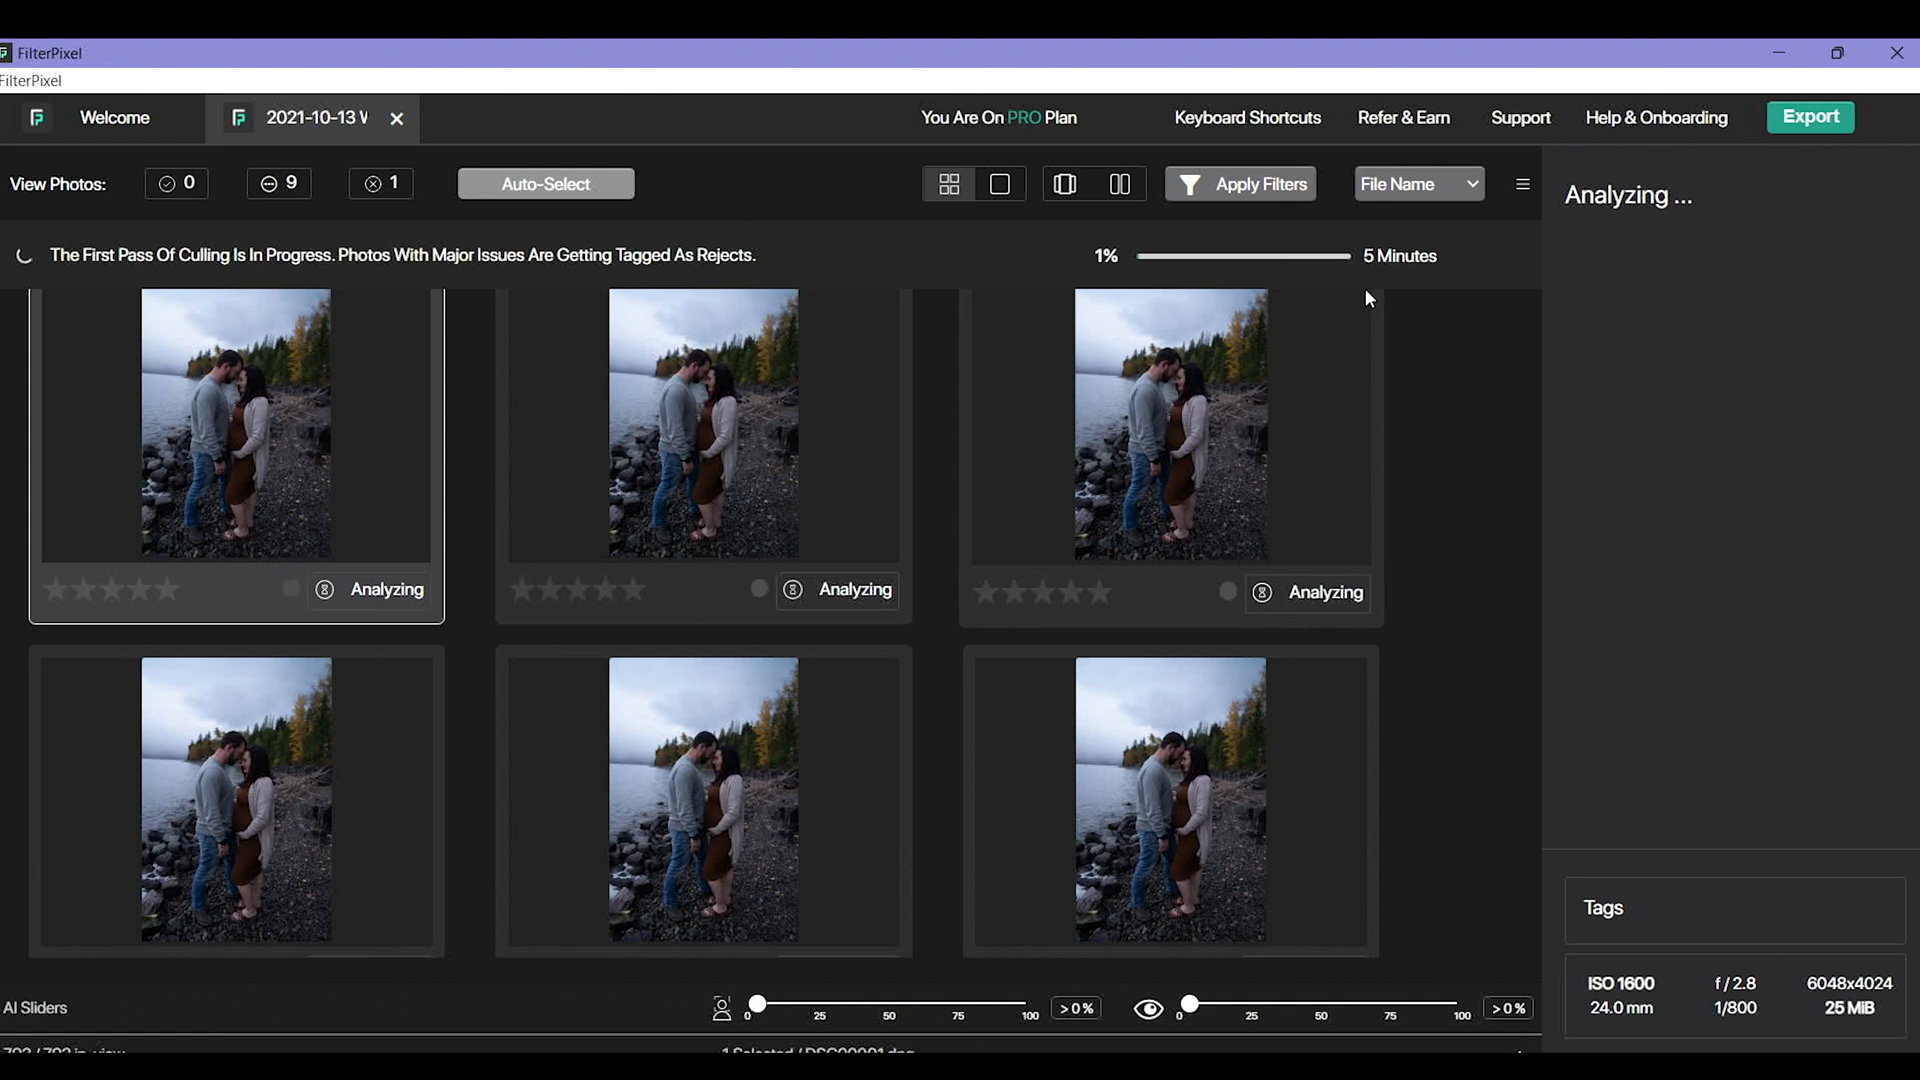 FilterPixel
FilterPixel
Welcome
2021-10-13 V
You Are On PRO Plan
Keyboard Shortcuts
Refer & Earn
Support
Help & Onboarding
Export
View Photos:
0
9
1
Auto-Select
Apply Filters
File Name
Analyzing ...
The First Pass Of Culling Is In Progress. Photos With Major Issues Are Getting Tagged As Rejects.
1%
5 Minutes
Analyzing
Analyzing
Analyzing
Tags
ISO 1600 f / 2.8 6048x4024
24.0 mm 1/800 25 MiB
AI Sliders
0 25 50 75 100
> 0 %
0 25 50 75 100
> 0 %